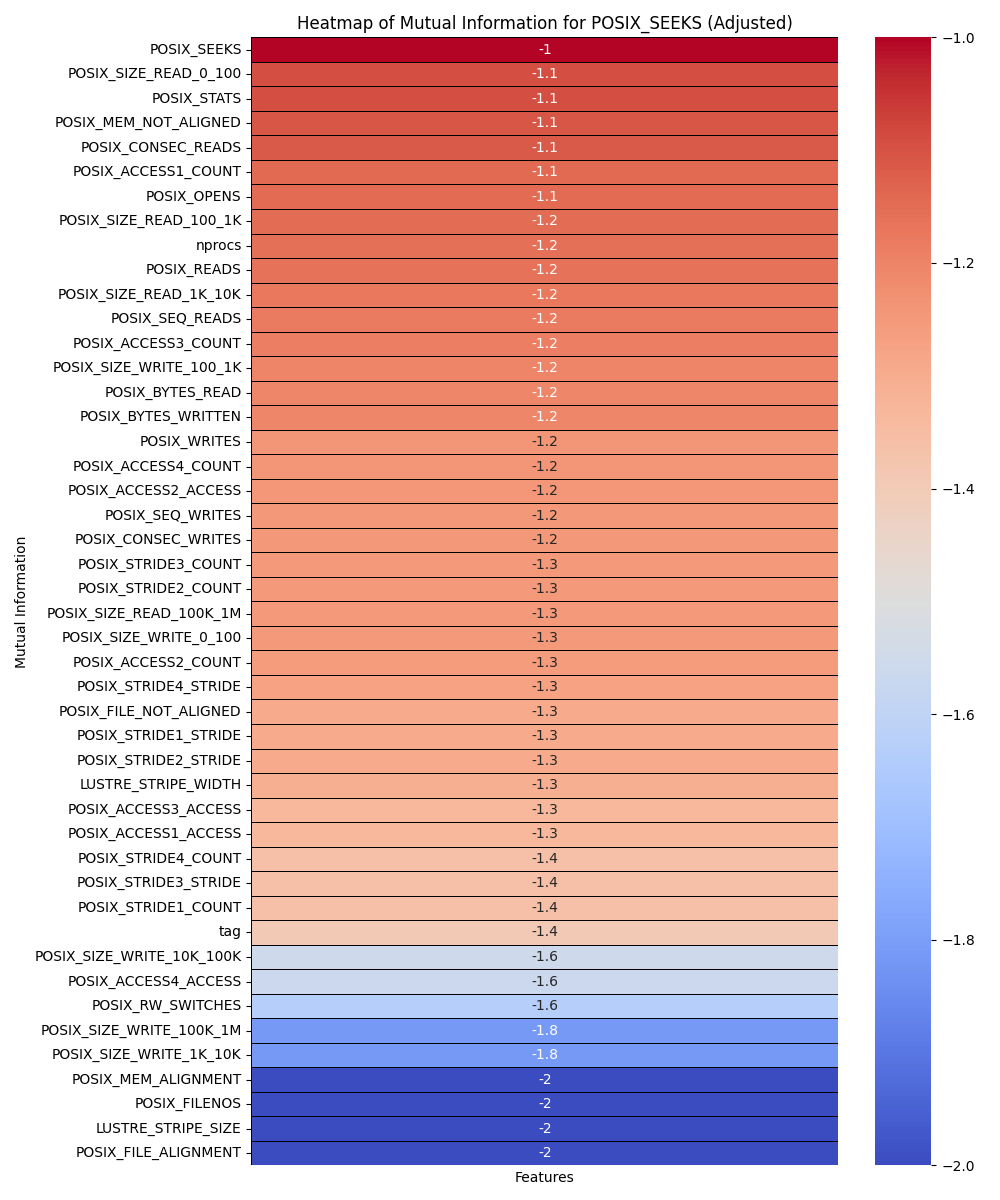 Heatmap of Mutual Information for POSIX_SEEKS (Adjusted)
POSIX_SEEKS -1
POSIX_SIZE_READ_0_100 -1.1
POSIX_STATS -1.1
POSIX_MEM_NOT_ALIGNED -1.1
POSIX_CONSEC_READS -1.1
POSIX_ACCESS1_COUNT -1.1
POSIX_OPENS -1.1
POSIX_SIZE_READ_100_1K -1.2
nprocs -1.2
POSIX_READS -1.2
POSIX_SIZE_READ_1K_10K -1.2
POSIX_SEQ_READS -1.2
POSIX_ACCESS3_COUNT -1.2
POSIX_SIZE_WRITE_100_1K -1.2
POSIX_BYTES_READ -1.2
POSIX_BYTES_WRITTEN -1.2
POSIX_WRITES -1.2
POSIX_ACCESS4_COUNT -1.2
POSIX_ACCESS2_ACCESS -1.2
POSIX_SEQ_WRITES -1.2
POSIX_CONSEC_WRITES -1.2
POSIX_STRIDE3_COUNT -1.3
POSIX_STRIDE2_COUNT -1.3
POSIX_SIZE_READ_100K_1M -1.3
POSIX_SIZE_WRITE_0_100 -1.3
POSIX_ACCESS2_COUNT -1.3
POSIX_STRIDE4_STRIDE -1.3
POSIX_FILE_NOT_ALIGNED -1.3
POSIX_STRIDE1_STRIDE -1.3
POSIX_STRIDE2_STRIDE -1.3
LUSTRE_STRIPE_WIDTH -1.3
POSIX_ACCESS3_ACCESS -1.3
POSIX_ACCESS1_ACCESS -1.3
POSIX_STRIDE4_COUNT -1.4
POSIX_STRIDE3_STRIDE -1.4
POSIX_STRIDE1_COUNT -1.4
tag -1.4
POSIX_SIZE_WRITE_10K_100K -1.6
POSIX_ACCESS4_ACCESS -1.6
POSIX_RW_SWITCHES -1.6
POSIX_SIZE_WRITE_100K_1M -1.8
POSIX_SIZE_WRITE_1K_10K -1.8
POSIX_MEM_ALIGNMENT -2
POSIX_FILENOS -2
LUSTRE_STRIPE_SIZE -2
POSIX_FILE_ALIGNMENT -2
Mutual Information
Features
−1.0
−1.2
−1.4
−1.6
−1.8
−2.0